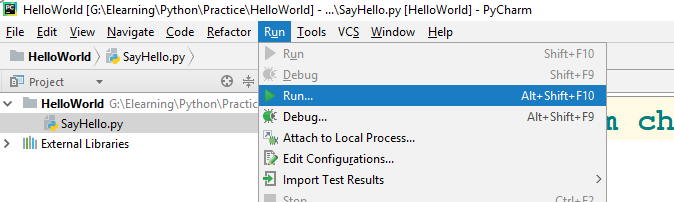 HelloWorld [G:\Elearning\Python\Practice\HelloWorld] - ...\SayHello.py [HelloWorld] - PyCharm
File Edit View Navigate Code Refactor Run Tools VCS Window Help
HelloWorld SayHello.py
Run Shift+F10
Debug Shift+F9
Project
Run... Alt+Shift+F10
HelloWorld G:\Elearning\Python\Practice
Debug... Alt+Shift+F9
SayHello.py
Attach to Local Process...
External Libraries
Edit Configurations...
Import Test Results
Stop Ctrl+F2